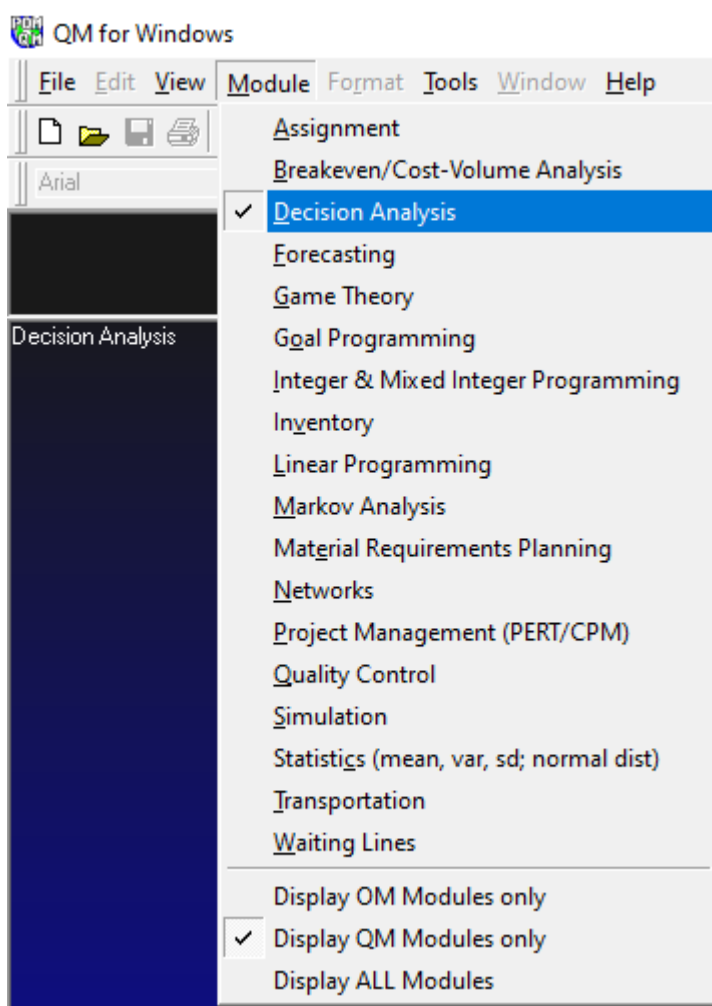 QM for Windows
File Edit View Module Format Tools Window Help
Arial
Assignment
Breakeven/Cost-Volume Analysis
Decision Analysis
Forecasting
Game Theory
Decision Analysis
Goal Programming
Integer & Mixed Integer Programming
Inventory
Linear Programming
Markov Analysis
Material Requirements Planning
Networks
Project Management (PERT/CPM)
Quality Control
Simulation
Statistics (mean, var, sd; normal dist)
Transportation
Waiting Lines
Display OM Modules only
Display QM Modules only
Display ALL Modules